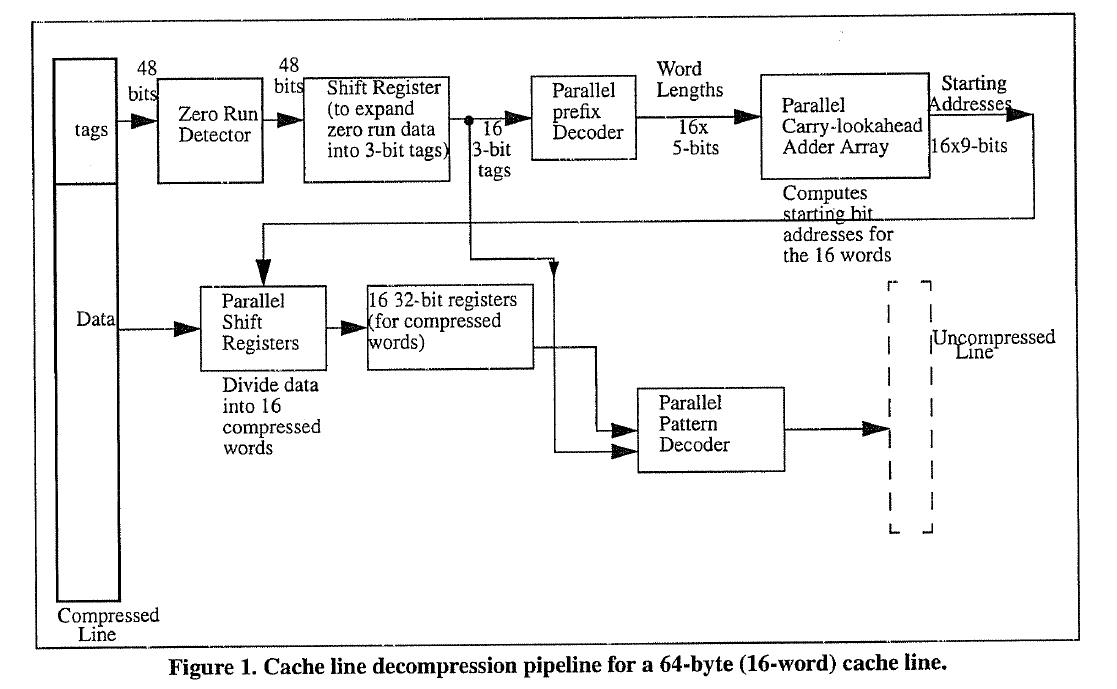 48
bits
48
bits
tags
Zero Run
Detector
Shift Register
(to expand
zero run data
into 3-bit tags)
16
3-bit
tags
Parallel
prefix
Decoder
Word
Lengths
16x
5-bits
Parallel
Carry-lookahead
Adder Array
Starting
Addresses
16x9-bits
Computes
starting bit
addresses for
the 16 words
Data
Parallel
Shift
Registers
16 32-bit registers
(for compressed
words)
Divide data
into 16
compressed
words
Parallel
Pattern
Decoder
Uncompressed
Line
Compressed
Line
Figure 1. Cache line decompression pipeline for a 64-byte (16-word) cache line.